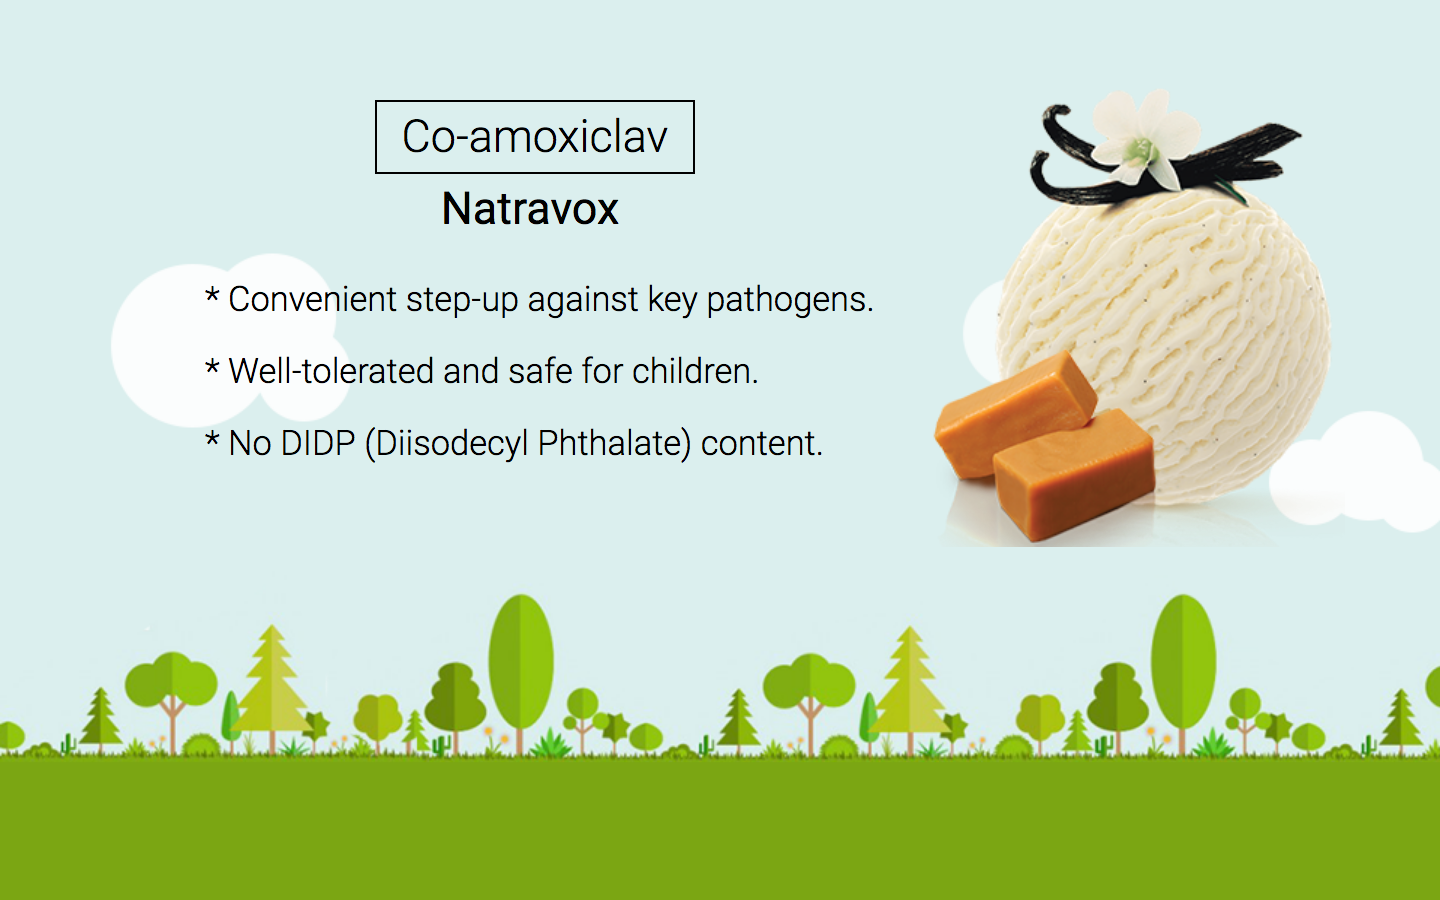 Co-amoxiclav
Natravox
* Convenient step-up against key pathogens.
* Well-tolerated and safe for children.
* No DIDP (Diisodecyl Phthalate) content.